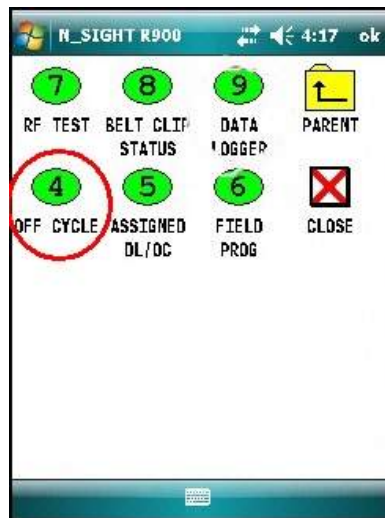 N_SIGHT R900 4:17 ok
7 8 9
RF TEST BELT CLIP DATA PARENT
STATUS LOGGER
4 5 6
OFF CYCLE ASSIGNED FIELD CLOSE
DL/OC PROG